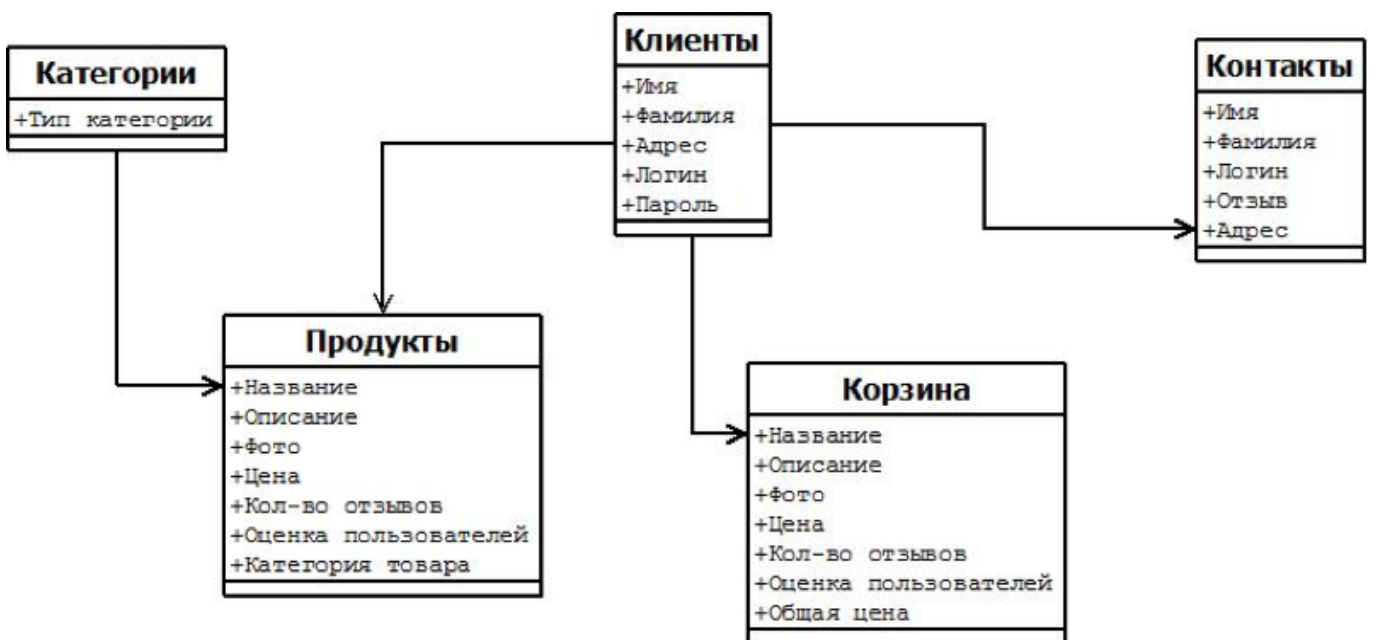 Категории
+Тип категории
Клиенты
+Имя
+Фамилия
+Адрес
+Логин
+Пароль
Контакты
+Имя
+Фамилия
+Логин
+Отзыв
+Адрес
Продукты
+Название
+Описание
+Фото
+Цена
+Кол-во отзывов
+Оценка пользователей
+Категория товара
Корзина
+Название
+Описание
+Фото
+Цена
+Кол-во отзывов
+Оценка пользователей
+Общая цена